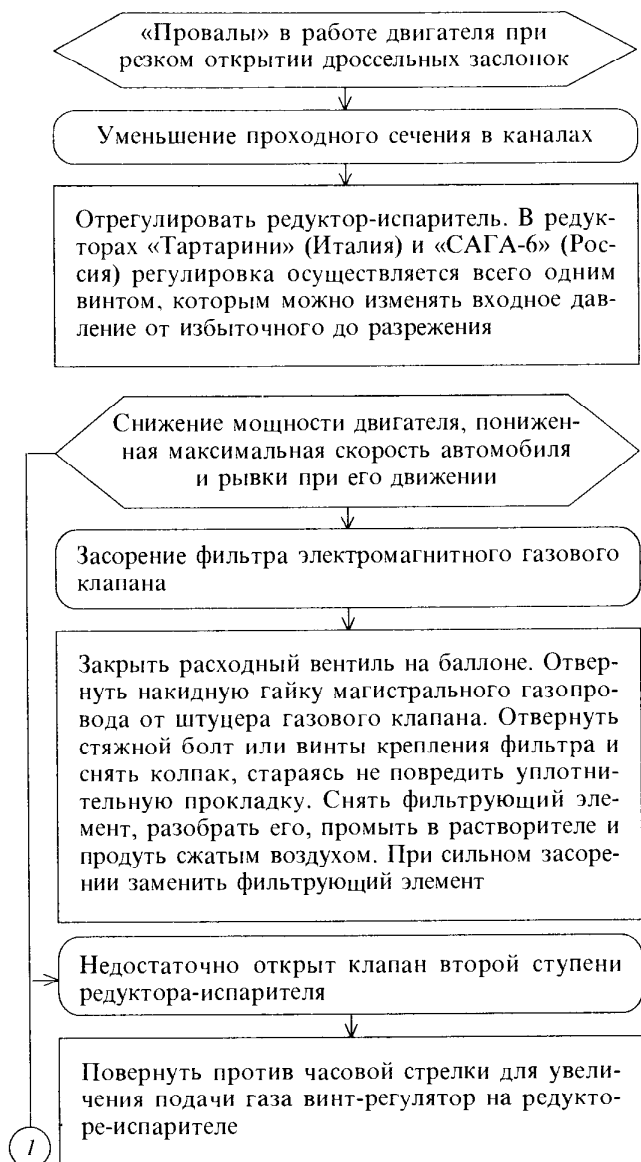 «Провалы» в работе двигателя при
резком открытии дроссельных заслонок
Уменьшение проходного сечения в каналах
Отрегулировать редуктор-испаритель. В редук-
торах «Тартарини» (Италия) и «САГА-6» (Рос-
сия) регулировка осуществляется всего одним
винтом, которым можно изменять входное дав-
ление от избыточного до разрежения
Снижение мощности двигателя, понижен-
ная максимальная скорость автомобиля
и рывки при его движении
Засорение фильтра электромагнитного газового
клапана
Закрыть расходный вентиль на баллоне. Отвер-
нуть накидную гайку магистрального газопро-
вода от штуцера газового клапана. Отвернуть
стяжной болт или винты крепления фильтра и
снять колпак, стараясь не повредить уплотни-
тельную прокладку. Снять фильтрующий эле-
мент, разобрать его, промыть в растворителе и
продуть сжатым воздухом. При сильном засоре-
нии заменить фильтрующий элемент
Недостаточно открыт клапан второй ступени
редуктора-испарителя
Повернуть против часовой стрелки для увели-
чения подачи газа винт-регулятор на редукто-
ре-испарителе
1